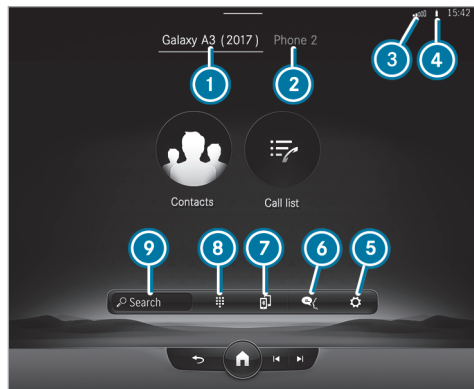 15:42
Galaxy A3 (2017) Phone 2
3 4
1 2
Contacts Call list
9 8 7 6 5
Search